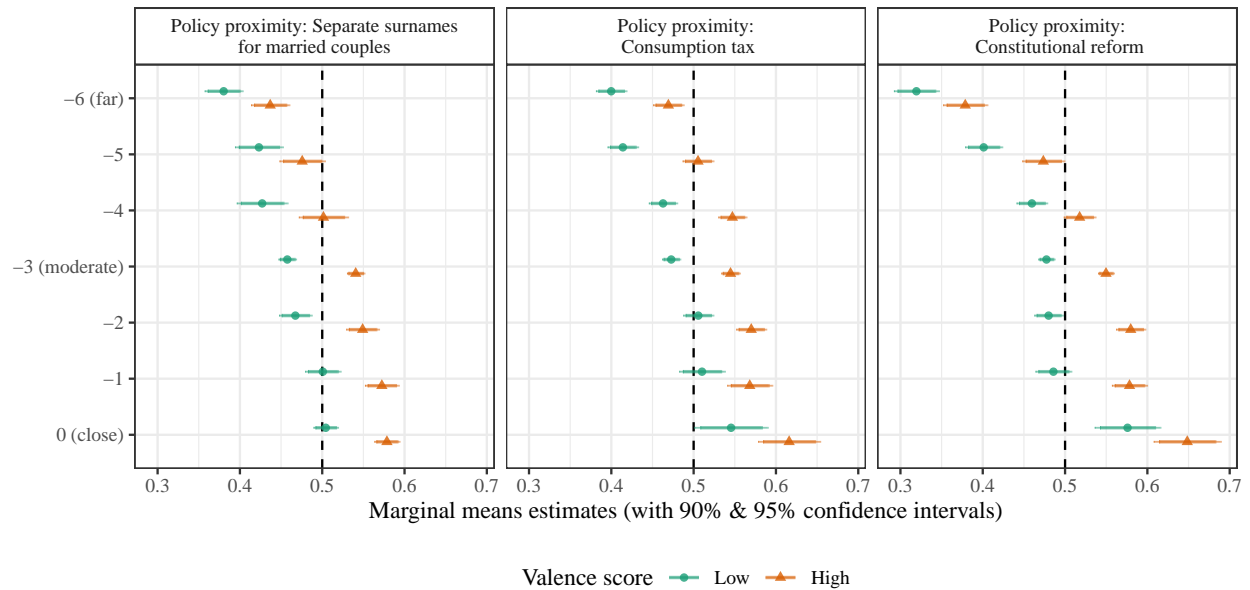 Policy proximity: Separate surnames
for married couples
Policy proximity:
Consumption tax
Policy proximity:
Constitutional reform
−6 (far)
−5
−4
−3 (moderate)
−2
−1
0 (close)
0.3 0.4 0.5 0.6 0.7 0.3 0.4 0.5 0.6 0.7 0.3 0.4 0.5 0.6 0.7
Marginal means estimates (with 90% & 95% confidence intervals)
Valence score Low High